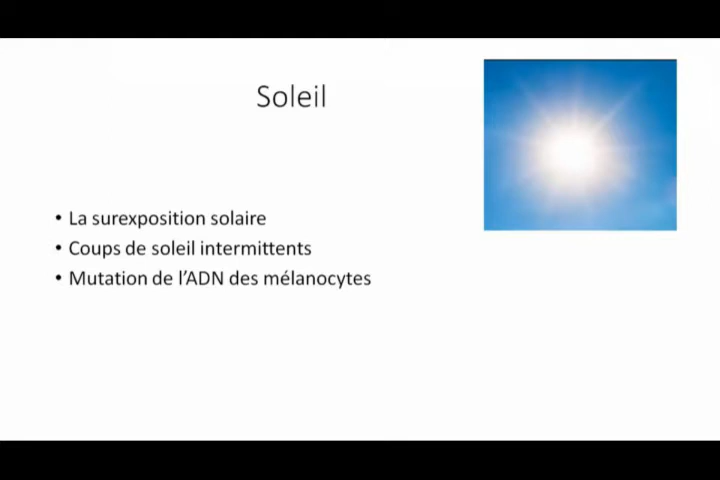 Soleil
• La surexposition solaire
• Coups de soleil intermittents
• Mutation de l’ADN des mélanocytes